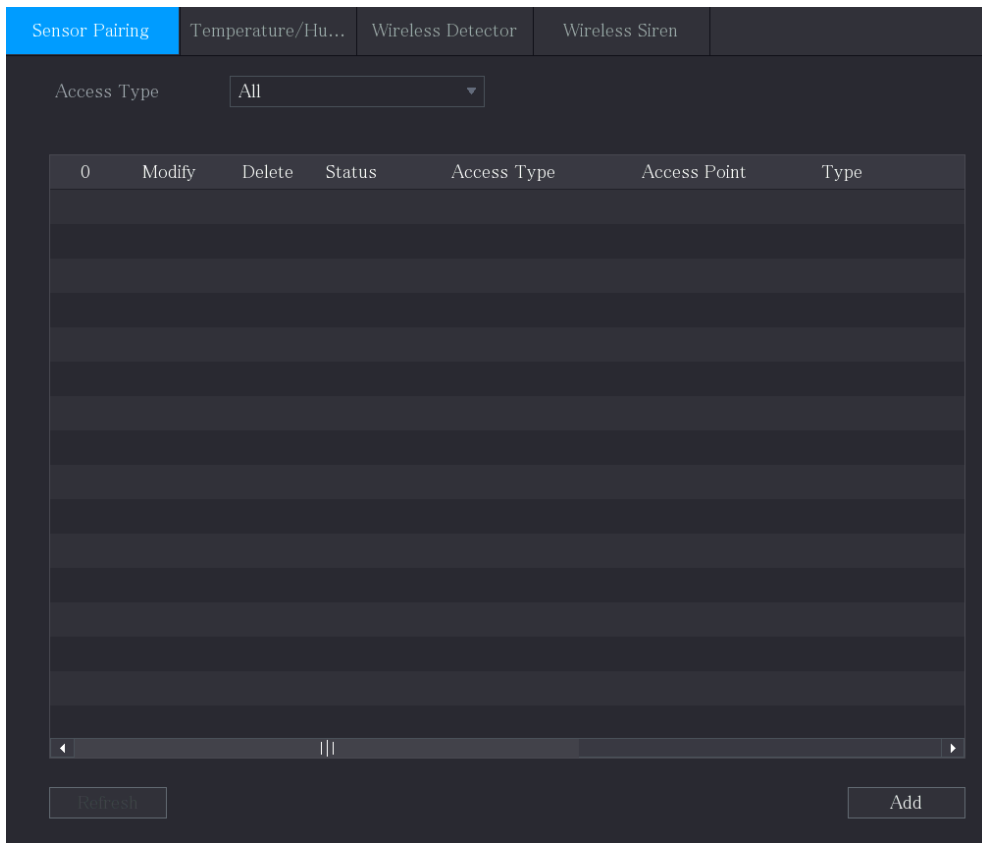 Sensor Pairing Temperature/Hu... Wireless Detector Wireless Siren
Access Type All
0 Modify Delete Status Access Type Access Point Type
Refresh Add